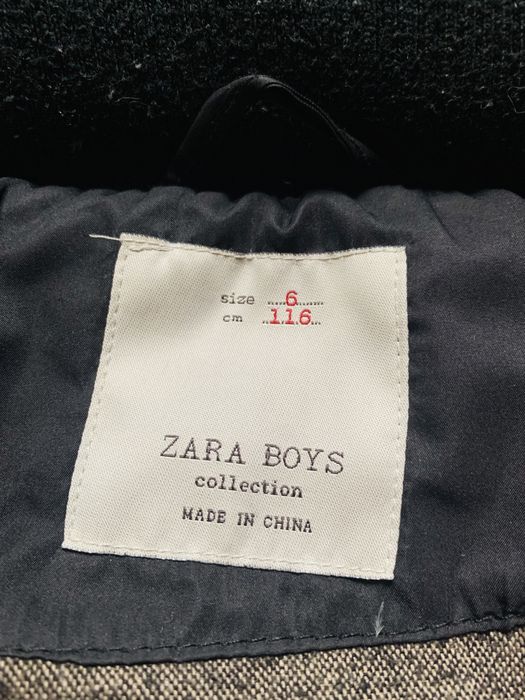 size 6
cm 116
ZARA BOYS
collection
MADE IN CHINA